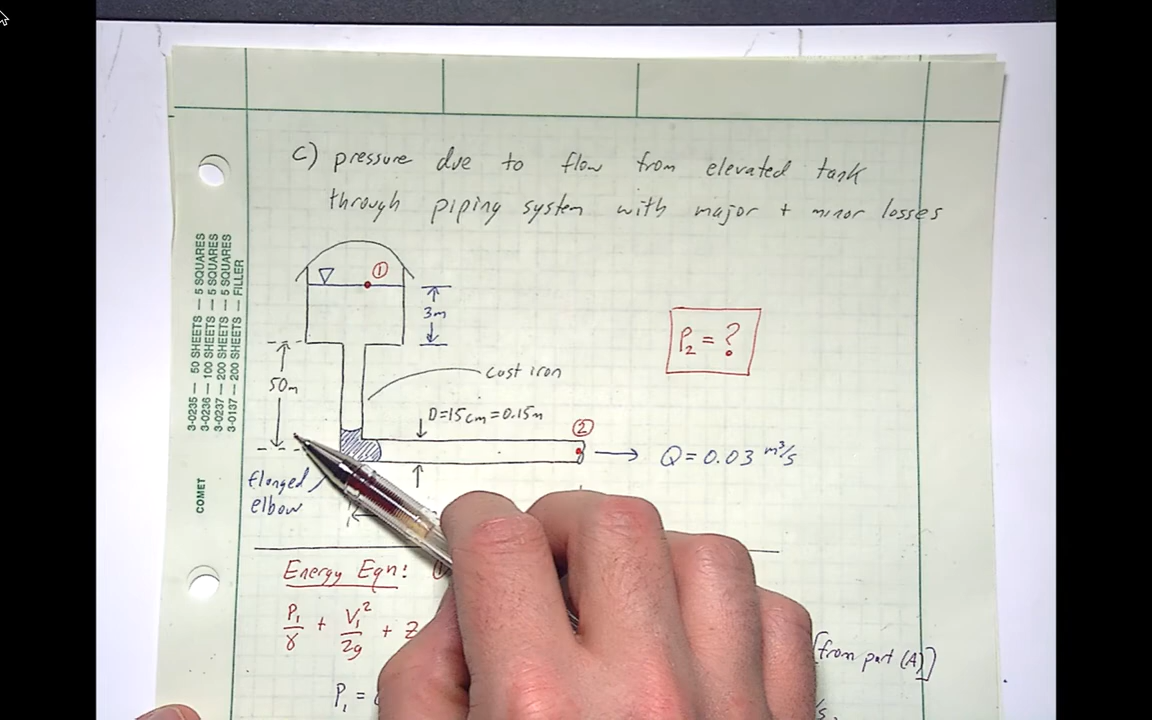 c) pressure due to flow from elevated tank
through piping system with major + minor losses
①
3m
P₂ = ?
50m
cast iron
D=15cm=0.15m
②
Q=0.03 m³/s
flanged
elbow
Energy Eqn:
P₁/γ + V₁²/2g + Z
[from part (A)]
P₁ =
/s.
3-0235 — 50 SHEETS — 5 SQUARES
3-0236 — 100 SHEETS — 5 SQUARES
3-0237 — 200 SHEETS — 5 SQUARES
3-0137 — 200 SHEETS — FILLER
COMET